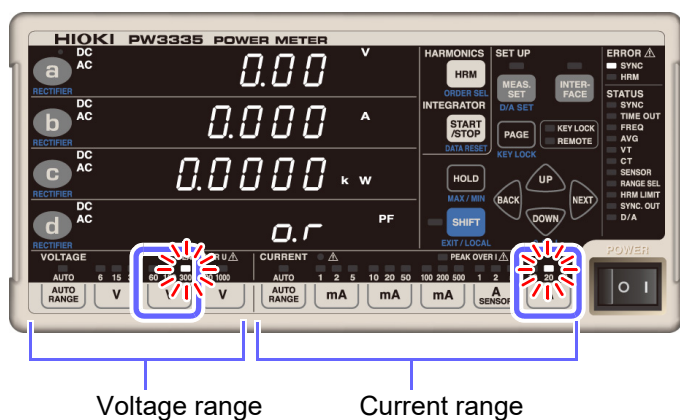 HIOKI PW3335 POWER METER
a DC AC 0.00 V
RECTIFIER
b DC AC 0.000 A
RECTIFIER
C DC AC 0.0000 k W
RECTIFIER
d DC AC o.r PF
RECTIFIER
HARMONICS
HRM
ORDER SEL
INTEGRATOR
START /STOP
DATA RESET
HOLD
MAX / MIN
SHIFT
EXIT / LOCAL
SET UP
MEAS. SET
INTER-FACE
D/A SET
PAGE
KEY LOCK
REMOTE
KEY LOCK
UP
BACK
NEXT
DOWN
ERROR ⚠
SYNC
HRM
STATUS
SYNC
TIME OUT
FREQ
AVG
VT
CT
SENSOR
RANGE SEL
HRM LIMIT
SYNC. OUT
D/A
POWER
VOLTAGE
CURRENT ⚠ PEAK OVER I ⚠
AUTO 6 15 60 300 1000
AUTO 1 2 5 10 20 50 100 200 500 1 2 20
AUTO RANGE V V
AUTO RANGE mA mA mA A SENSOR
Voltage range Current range